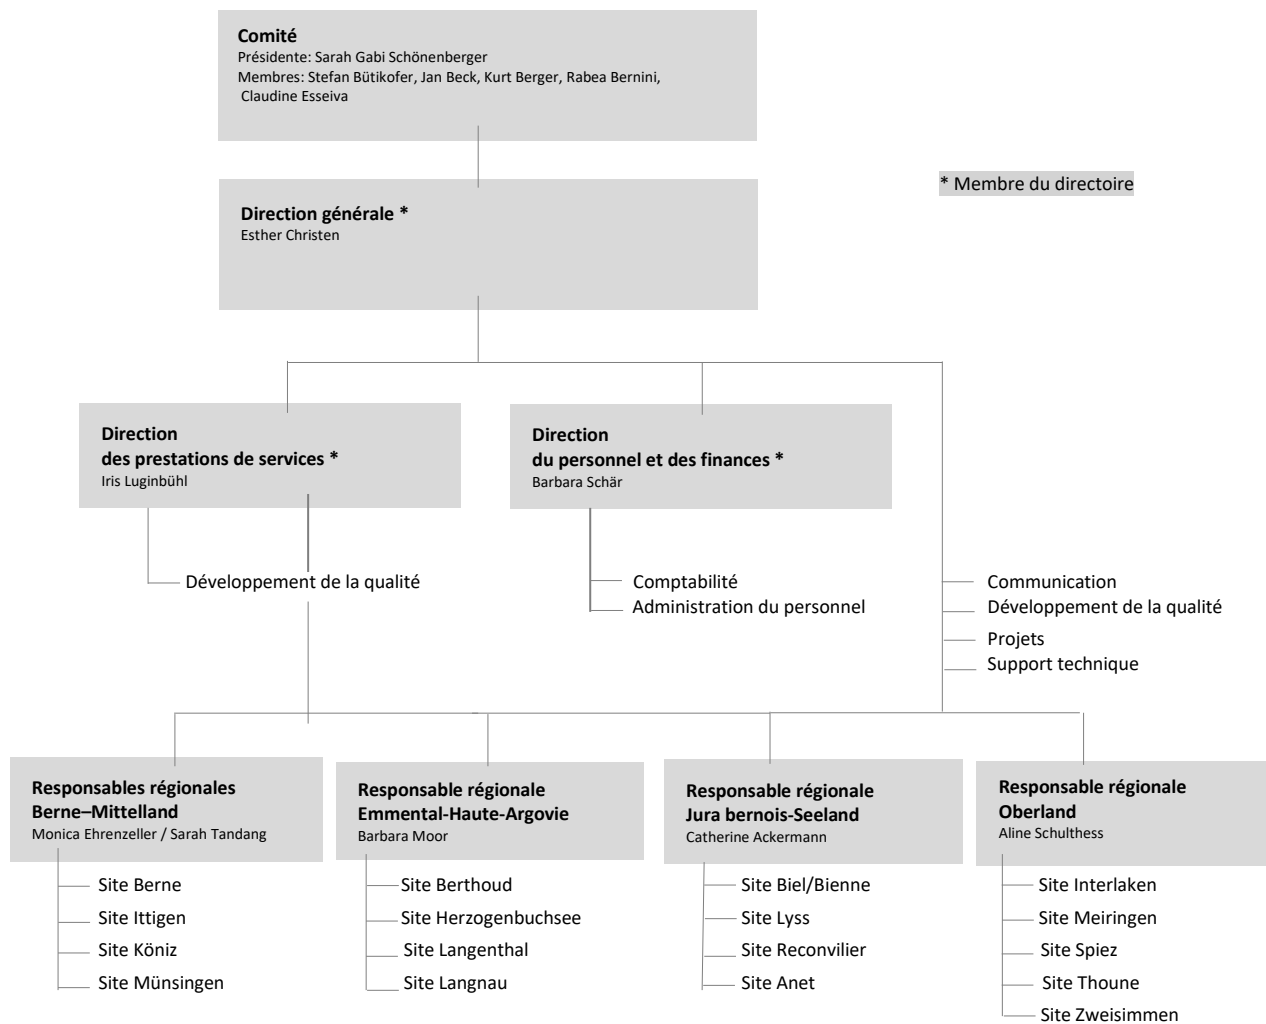 Comité
Présidente: Sarah Gabi Schönenberger
Membres: Stefan Bütikofer, Jan Beck, Kurt Berger, Rabea Bernini,
Claudine Esseiva
* Membre du directoire
Direction générale *
Esther Christen
Direction
des prestations de services *
Iris Luginbühl
Direction
du personnel et des finances *
Barbara Schär
Développement de la qualité
Comptabilité
Administration du personnel
Communication
Développement de la qualité
Projets
Support technique
Responsables régionales
Berne–Mittelland
Monica Ehrenzeller / Sarah Tandang
Site Berne
Site Ittigen
Site Köniz
Site Münsingen
Responsable régionale
Emmental-Haute-Argovie
Barbara Moor
Site Berthoud
Site Herzogenbuchsee
Site Langenthal
Site Langnau
Responsable régionale
Jura bernois-Seeland
Catherine Ackermann
Site Biel/Bienne
Site Lyss
Site Reconvilier
Site Anet
Responsable régionale
Oberland
Aline Schulthess
Site Interlaken
Site Meiringen
Site Spiez
Site Thoune
Site Zweisimmen